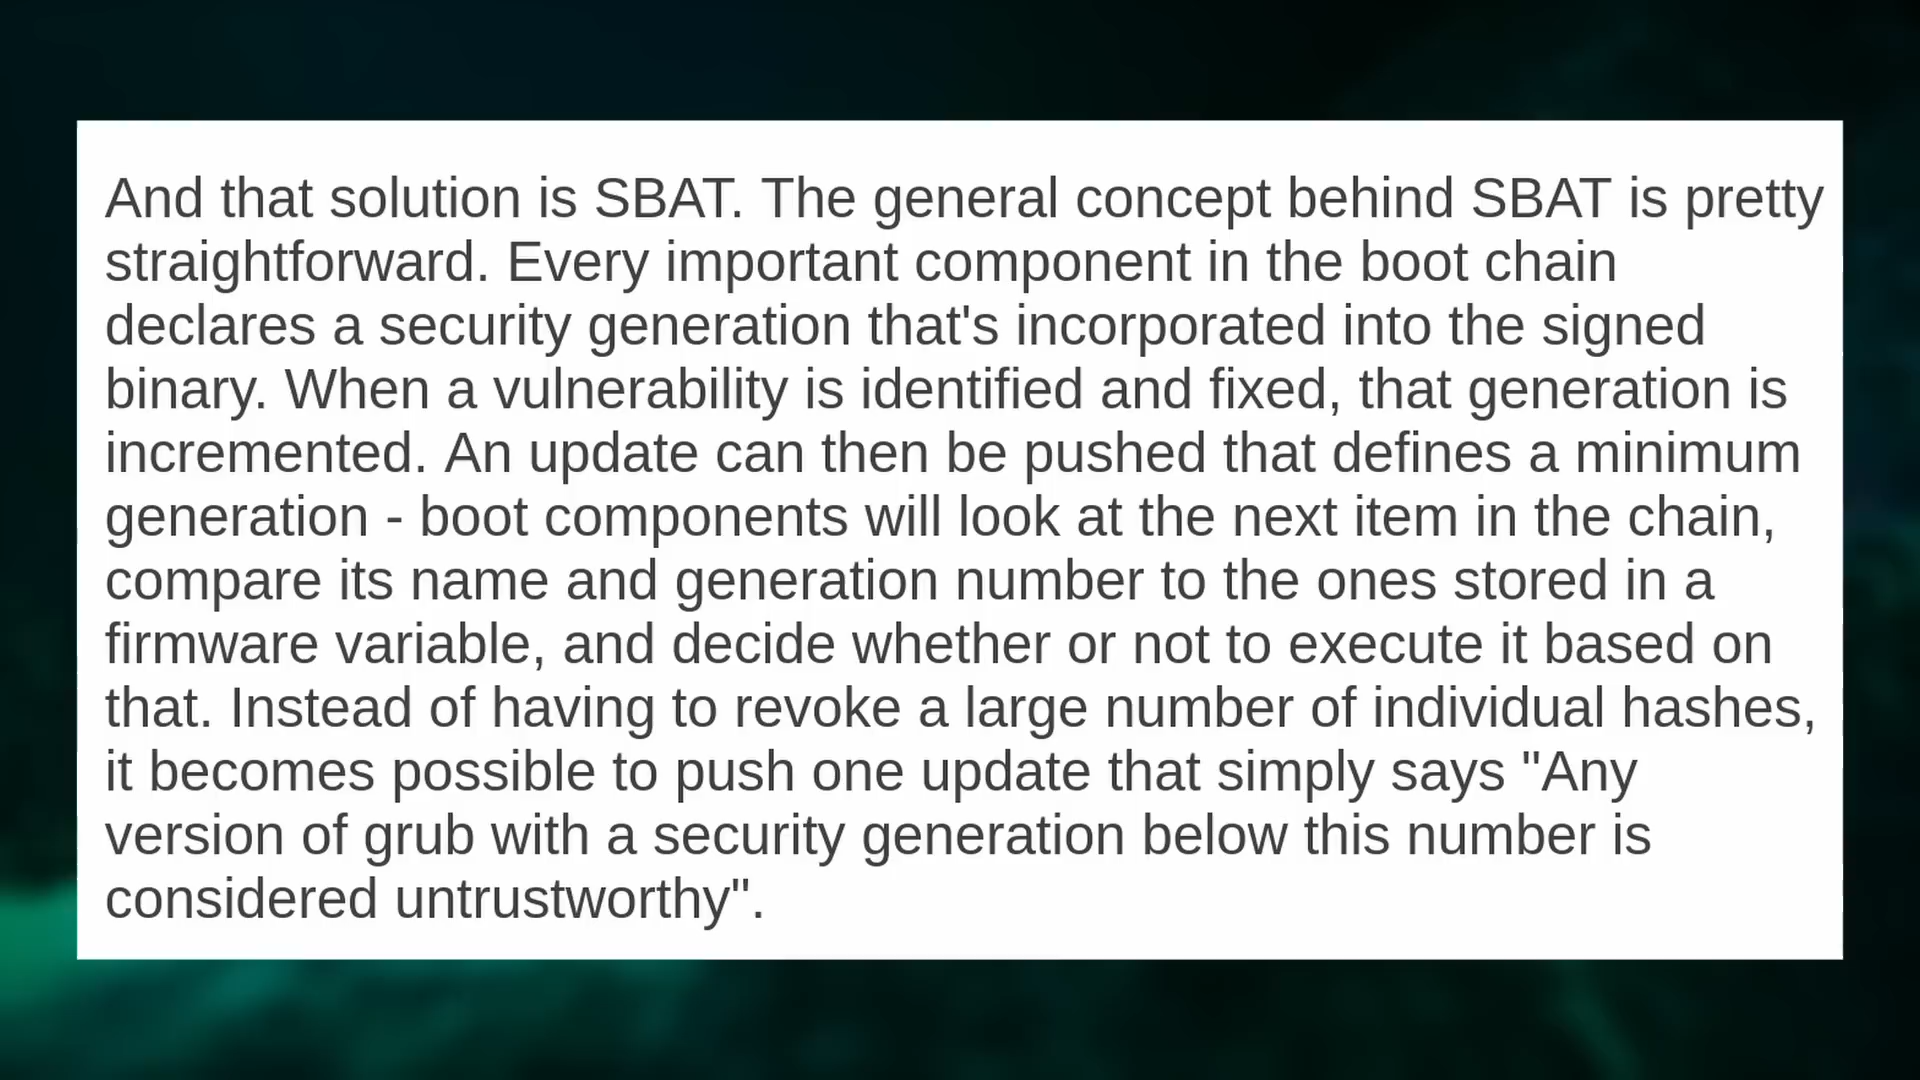 And that solution is SBAT. The general concept behind SBAT is pretty
straightforward. Every important component in the boot chain
declares a security generation that's incorporated into the signed
binary. When a vulnerability is identified and fixed, that generation is
incremented. An update can then be pushed that defines a minimum
generation - boot components will look at the next item in the chain,
compare its name and generation number to the ones stored in a
firmware variable, and decide whether or not to execute it based on
that. Instead of having to revoke a large number of individual hashes,
it becomes possible to push one update that simply says "Any
version of grub with a security generation below this number is
considered untrustworthy".